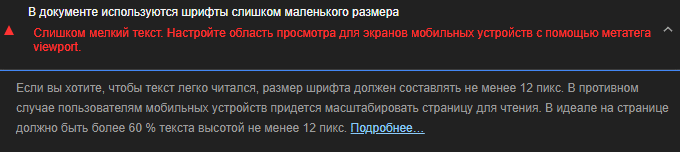 В документе используются шрифты слишком маленького размера
Слишком мелкий текст. Настройте область просмотра для экранов мобильных устройств с помощью метатега
viewport.
Если вы хотите, чтобы текст легко читался, размер шрифта должен составлять не менее 12 пикс. В противном
случае пользователям мобильных устройств придется масштабировать страницу для чтения. В идеале на странице
должно быть более 60 % текста высотой не менее 12 пикс. Подробнее…